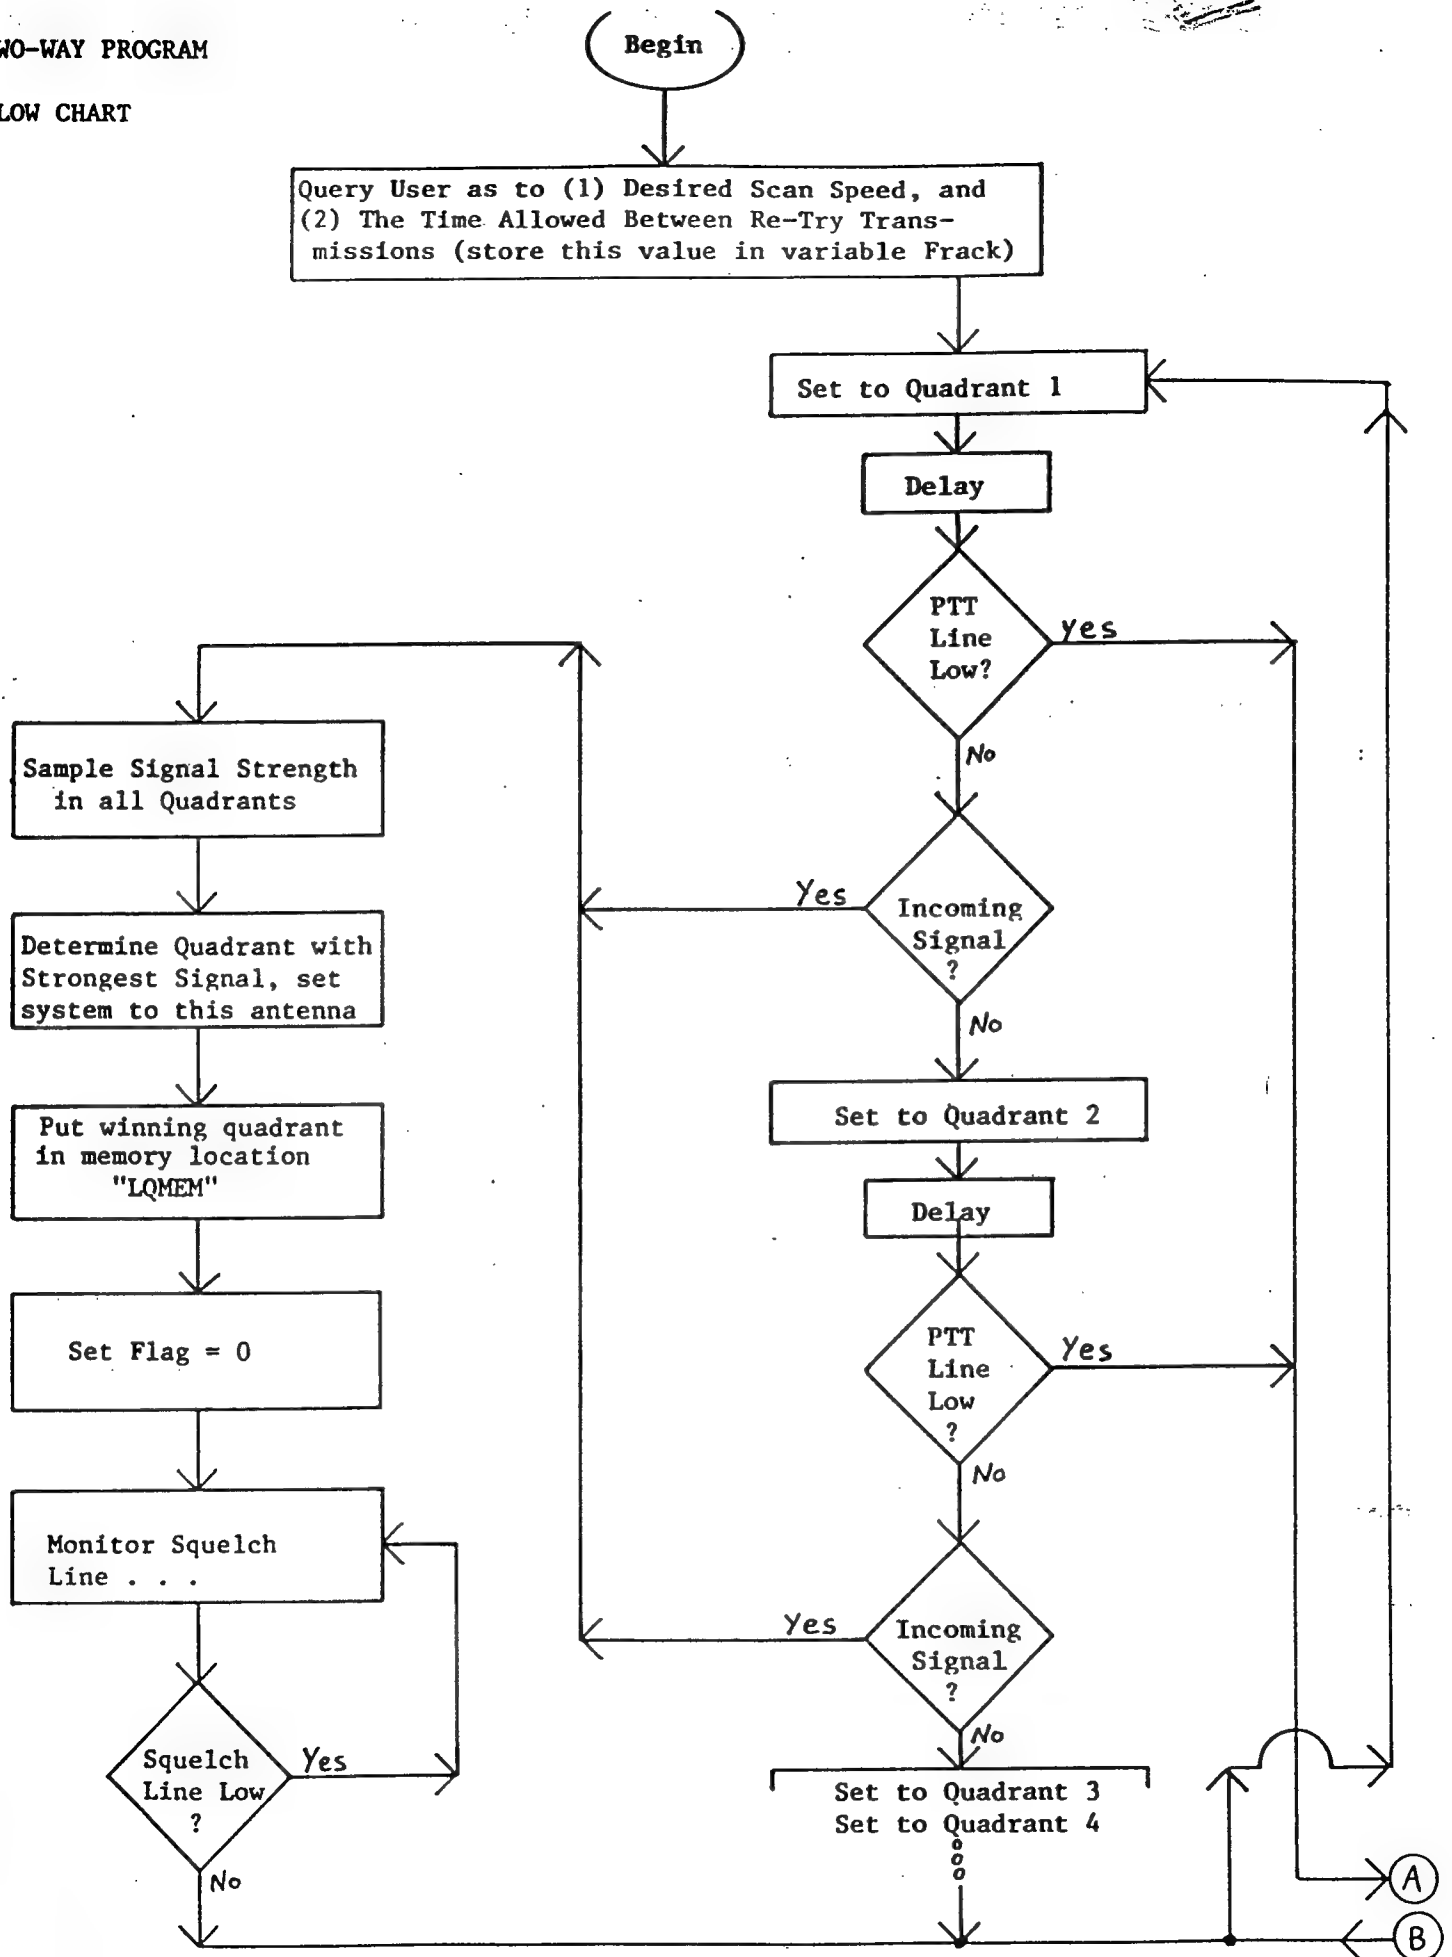 WO-WAY PROGRAM
LOW CHART
Begin
Query User as to (1) Desired Scan Speed, and
(2) The Time Allowed Between Re-Try Trans-
missions (store this value in variable Frack)
Set to Quadrant 1
Delay
PTT
Line
Low?
Yes
No
Incoming
Signal
?
Yes
No
Set to Quadrant 2
Delay
PTT
Line
Low
?
Yes
No
Incoming
Signal
?
Yes
No
Set to Quadrant 3
Set to Quadrant 4
Sample Signal Strength
in all Quadrants
Determine Quadrant with
Strongest Signal, set
system to this antenna
Put winning quadrant
in memory location
"LQMEM"
Set Flag = 0
Monitor Squelch
Line . . .
Squelch
Line Low
?
Yes
No
A
B